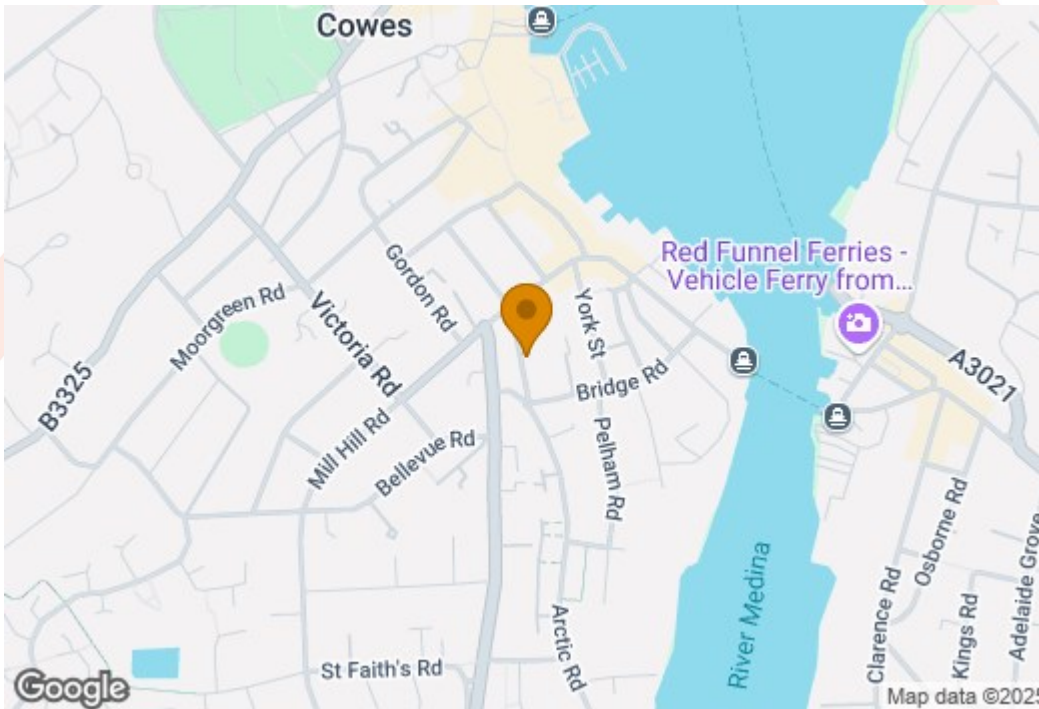 Cowes
Red Funnel Ferries -
Vehicle Ferry from...
Gordon Rd
York St
Moorgreen Rd
Victoria Rd
A3021
B3325
Bridge Rd
Mill Hill Rd
Bellevue Rd
Pelham Rd
Osborne Rd
Adelaide Grove
River Medina
Clarence Rd
Kings Rd
Arctic Rd
St Faith's Rd
Google
Map data ©2025